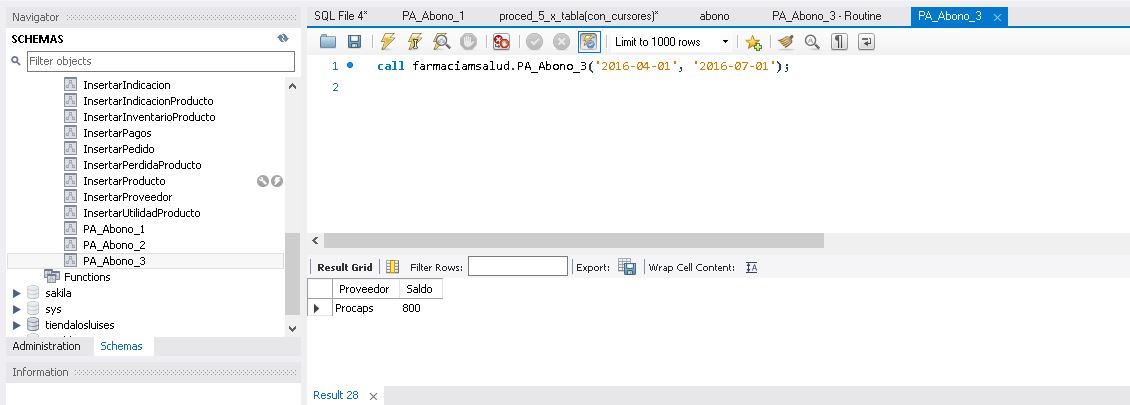 Navigator
SCHEMAS
Filter objects
InsertarIndicacion
InsertarIndicacionProducto
InsertarInventarioProducto
InsertarPagos
InsertarPedido
InsertarPerdidaProducto
InsertarProducto
InsertarProveedor
InsertarUtilidadProducto
PA_Abono_1
PA_Abono_2
PA_Abono_3
Functions
sakila
sys
tiendalosluises
Administration Schemas
Information
SQL File 4* PA_Abono_1 proced_5_x_tabla(con_cursores)* abono PA_Abono_3 - Routine PA_Abono_3
Limit to 1000 rows
1 call farmaciamsalud.PA_Abono_3('2016-04-01', '2016-07-01');
2
Result Grid Filter Rows: Export: Wrap Cell Content:
Proveedor Saldo
Procaps 800
Result 28